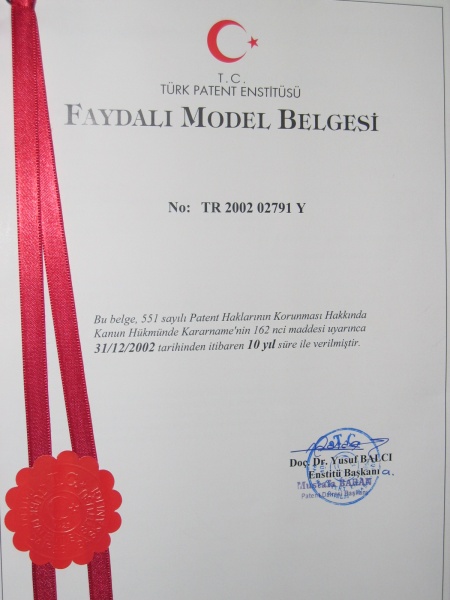 T.C.
TÜRK PATENT ENSTİTÜSÜ
FAYDALI MODEL BELGESİ
No: TR 2002 02791 Y
Bu belge, 551 sayılı Patent Haklarının Korunması Hakkında
Kanun Hükmünde Kararname'nin 162 nci maddesi uyarınca
31/12/2002 tarihinden itibaren 10 yıl süre ile verilmiştir.
Doç. Dr. Yusuf BALCI
Enstitü Başkanı a.
Patent Dairesi Başkanı